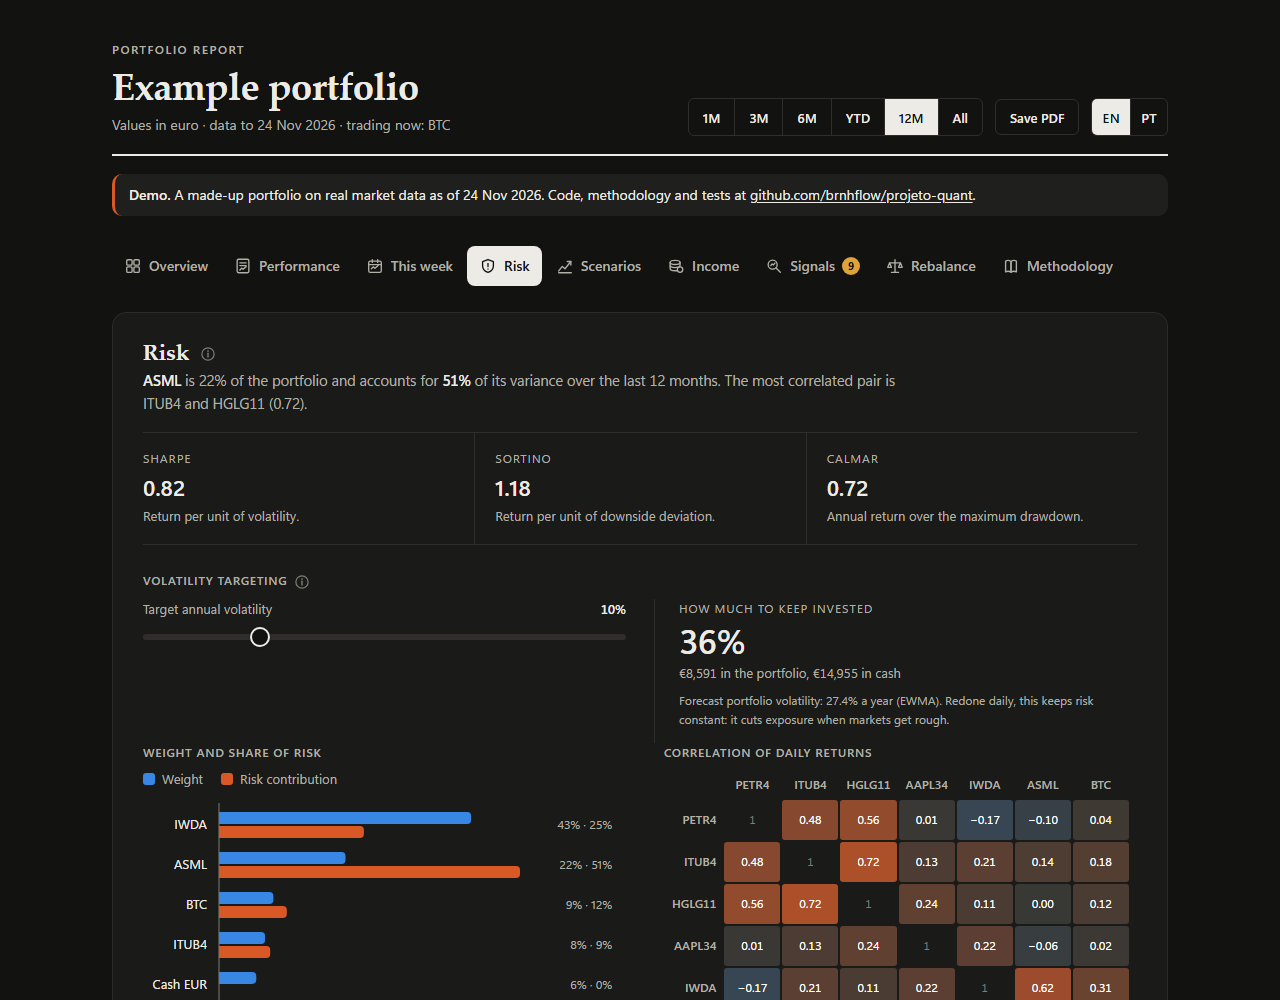 PORTFOLIO REPORT
Example portfolio
Values in euro · data to 24 Nov 2026 · trading now: BTC
1M 3M 6M YTD 12M All Save PDF EN PT
Demo. A made-up portfolio on real market data as of 24 Nov 2026. Code, methodology and tests at github.com/brnhflow/projeto-quant.
Overview Performance This week Risk Scenarios Income Signals 9 Rebalance Methodology
Risk
ASML is 22% of the portfolio and accounts for 51% of its variance over the last 12 months. The most correlated pair is
ITUB4 and HGLG11 (0.72).
SHARPE
0.82
Return per unit of volatility.
SORTINO
1.18
Return per unit of downside deviation.
CALMAR
0.72
Annual return over the maximum drawdown.
VOLATILITY TARGETING
Target annual volatility 10%
HOW MUCH TO KEEP INVESTED
36%
€8,591 in the portfolio, €14,955 in cash
Forecast portfolio volatility: 27.4% a year (EWMA). Redone daily, this keeps risk
constant: it cuts exposure when markets get rough.
WEIGHT AND SHARE OF RISK
Weight Risk contribution
IWDA 43% · 25%
ASML 22% · 51%
BTC 9% · 12%
ITUB4 8% · 9%
Cash EUR 6% · 0%
CORRELATION OF DAILY RETURNS
PETR4 ITUB4 HGLG11 AAPL34 IWDA ASML BTC
PETR4 1 0.48 0.56 0.01 −0.17 −0.10 0.04
ITUB4 0.48 1 0.72 0.13 0.21 0.14 0.18
HGLG11 0.56 0.72 1 0.24 0.11 0.00 0.12
AAPL34 0.01 0.13 0.24 1 0.22 −0.06 0.02
IWDA −0.17 0.21 0.11 0.22 1 0.62 0.31